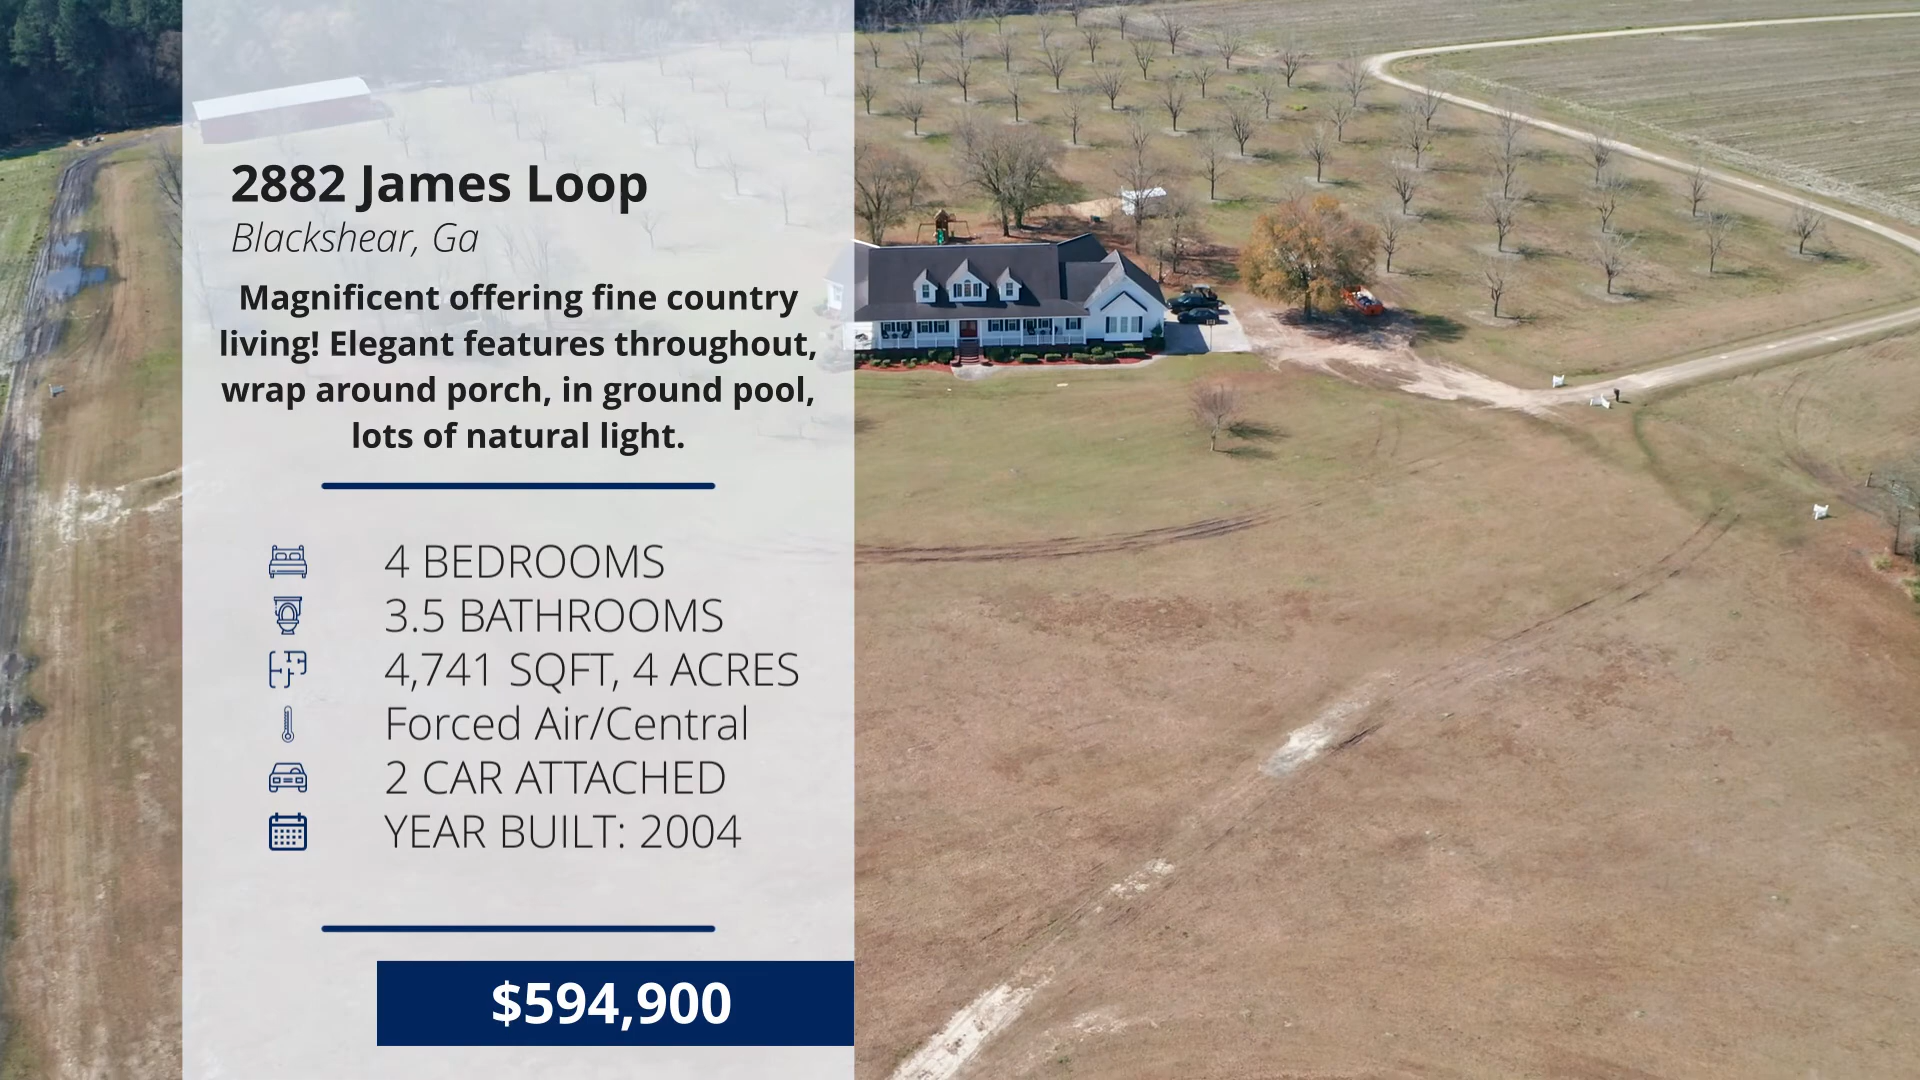 2882 James Loop
Blackshear, Ga
Magnificent offering fine country
living! Elegant features throughout,
wrap around porch, in ground pool,
lots of natural light.
4 BEDROOMS
3.5 BATHROOMS
4,741 SQFT, 4 ACRES
Forced Air/Central
2 CAR ATTACHED
YEAR BUILT: 2004
$594,900